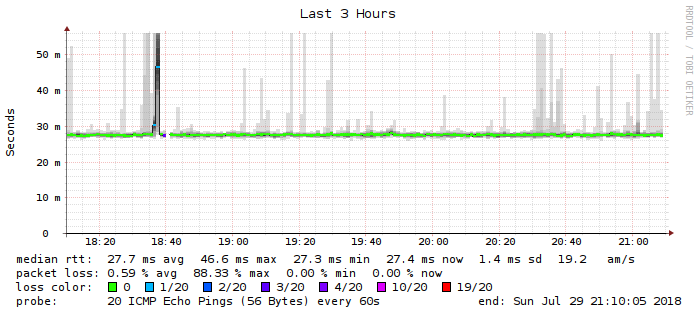 Last 3 Hours
RRDTOOL / TOBI OETIKER
Seconds
50 m
40 m
30 m
20 m
10 m
0
18:20 18:40 19:00 19:20 19:40 20:00 20:20 20:40 21:00
median rtt: 27.7 ms avg 46.6 ms max 27.3 ms min 27.4 ms now 1.4 ms sd 19.2 am/s
packet loss: 0.59 % avg 88.33 % max 0.00 % min 0.00 % now
loss color: 0 1/20 2/20 3/20 4/20 10/20 19/20
probe: 20 ICMP Echo Pings (56 Bytes) every 60s end: Sun Jul 29 21:10:05 2018